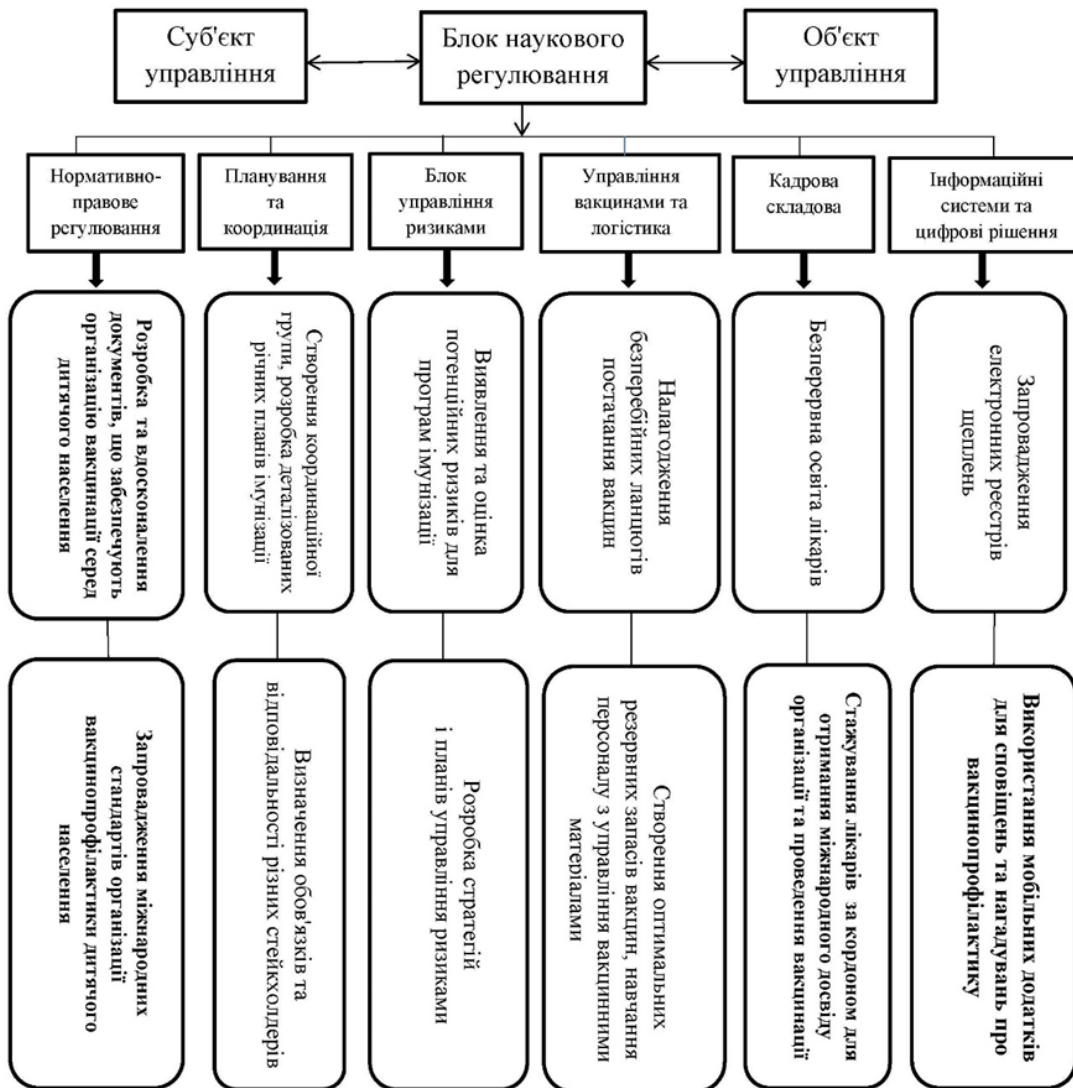 Суб'єкт
управління
Блок наукового
регулювання
Об'єкт
управління
Нормативно-
правове
регулювання
Планування
та
координація
Блок
управління
ризиками
Управління
вакцинами та
логістика
Кадрова
складова
Інформаційні
системи та
цифрові рішення
Розробка та вдосконалення
документів, що забезпечують
організацію вакцинації серед
дитячого населення
Створення координаційної
групи, розробка деталізованих
річних планів імунізації
Виявлення та оцінка
потенційних ризиків для
програм імунізації
Налагодження
безперебійних ланцюгів
постачання вакцин
Безперервна освіта лікарів
Запровадження
електронних реєстрів
щеплень
Запровадження міжнародних
стандартів організації
вакцинопрофілактики дитячого
населення
Визначення обов'язків та
відповідальності різних стейкхолдерів
Розробка стратегій
і планів управління ризиками
Створення оптимальних
резервних запасів вакцин, навчання
персоналу з управління вакцинними
матеріалами
Стажування лікарів за кордоном для
отримання міжнародного досвіду
організації та проведення вакцинації
Використання мобільних додатків
для сповіщень та нагадувань про
вакцинопрофілактику